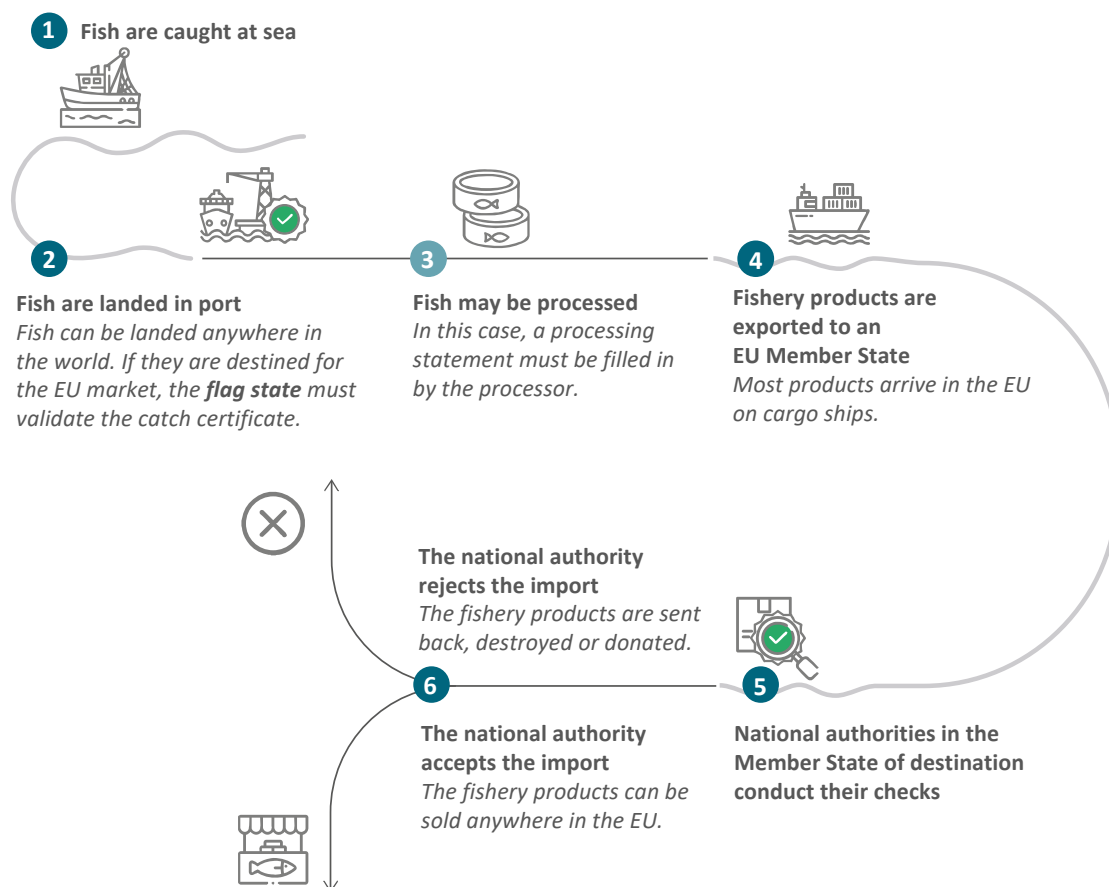 1 Fish are caught at sea
2
Fish are landed in port
Fish can be landed anywhere in
the world. If they are destined for
the EU market, the flag state must
validate the catch certificate.
3
Fish may be processed
In this case, a processing
statement must be filled in
by the processor.
4
Fishery products are
exported to an
EU Member State
Most products arrive in the EU
on cargo ships.
5
National authorities in the
Member State of destination
conduct their checks
The national authority
rejects the import
The fishery products are sent
back, destroyed or donated.
6
The national authority
accepts the import
The fishery products can be
sold anywhere in the EU.